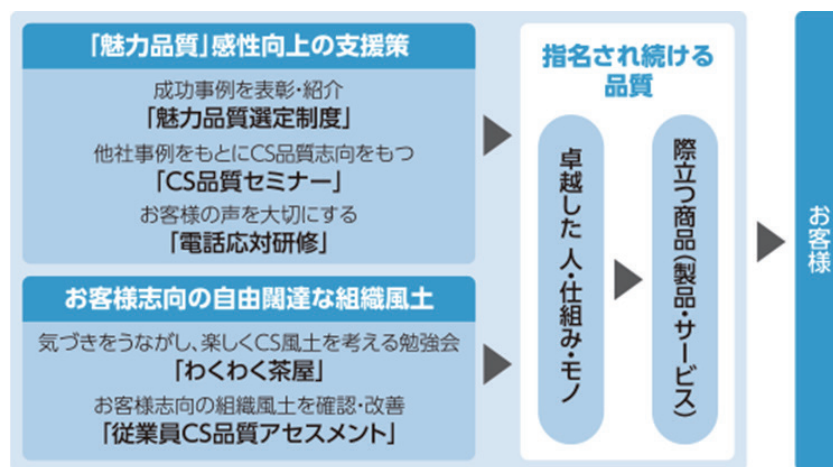 「魅力品質」感性向上の支援策
成功事例を表彰・紹介
「魅力品質選定制度」
他社事例をもとにCS品質志向をもつ
「CS品質セミナー」
お客様の声を大切にする
「電話応対研修」
お客様志向の自由闊達な組織風土
気づきをうながし、楽しくCS風土を考える勉強会
「わくわく茶屋」
お客様志向の組織風土を確認・改善
「従業員CS品質アセスメント」
指名され続ける
品質
卓越した 人・仕組み・モノ
際立つ商品(製品・サービス)
お客様